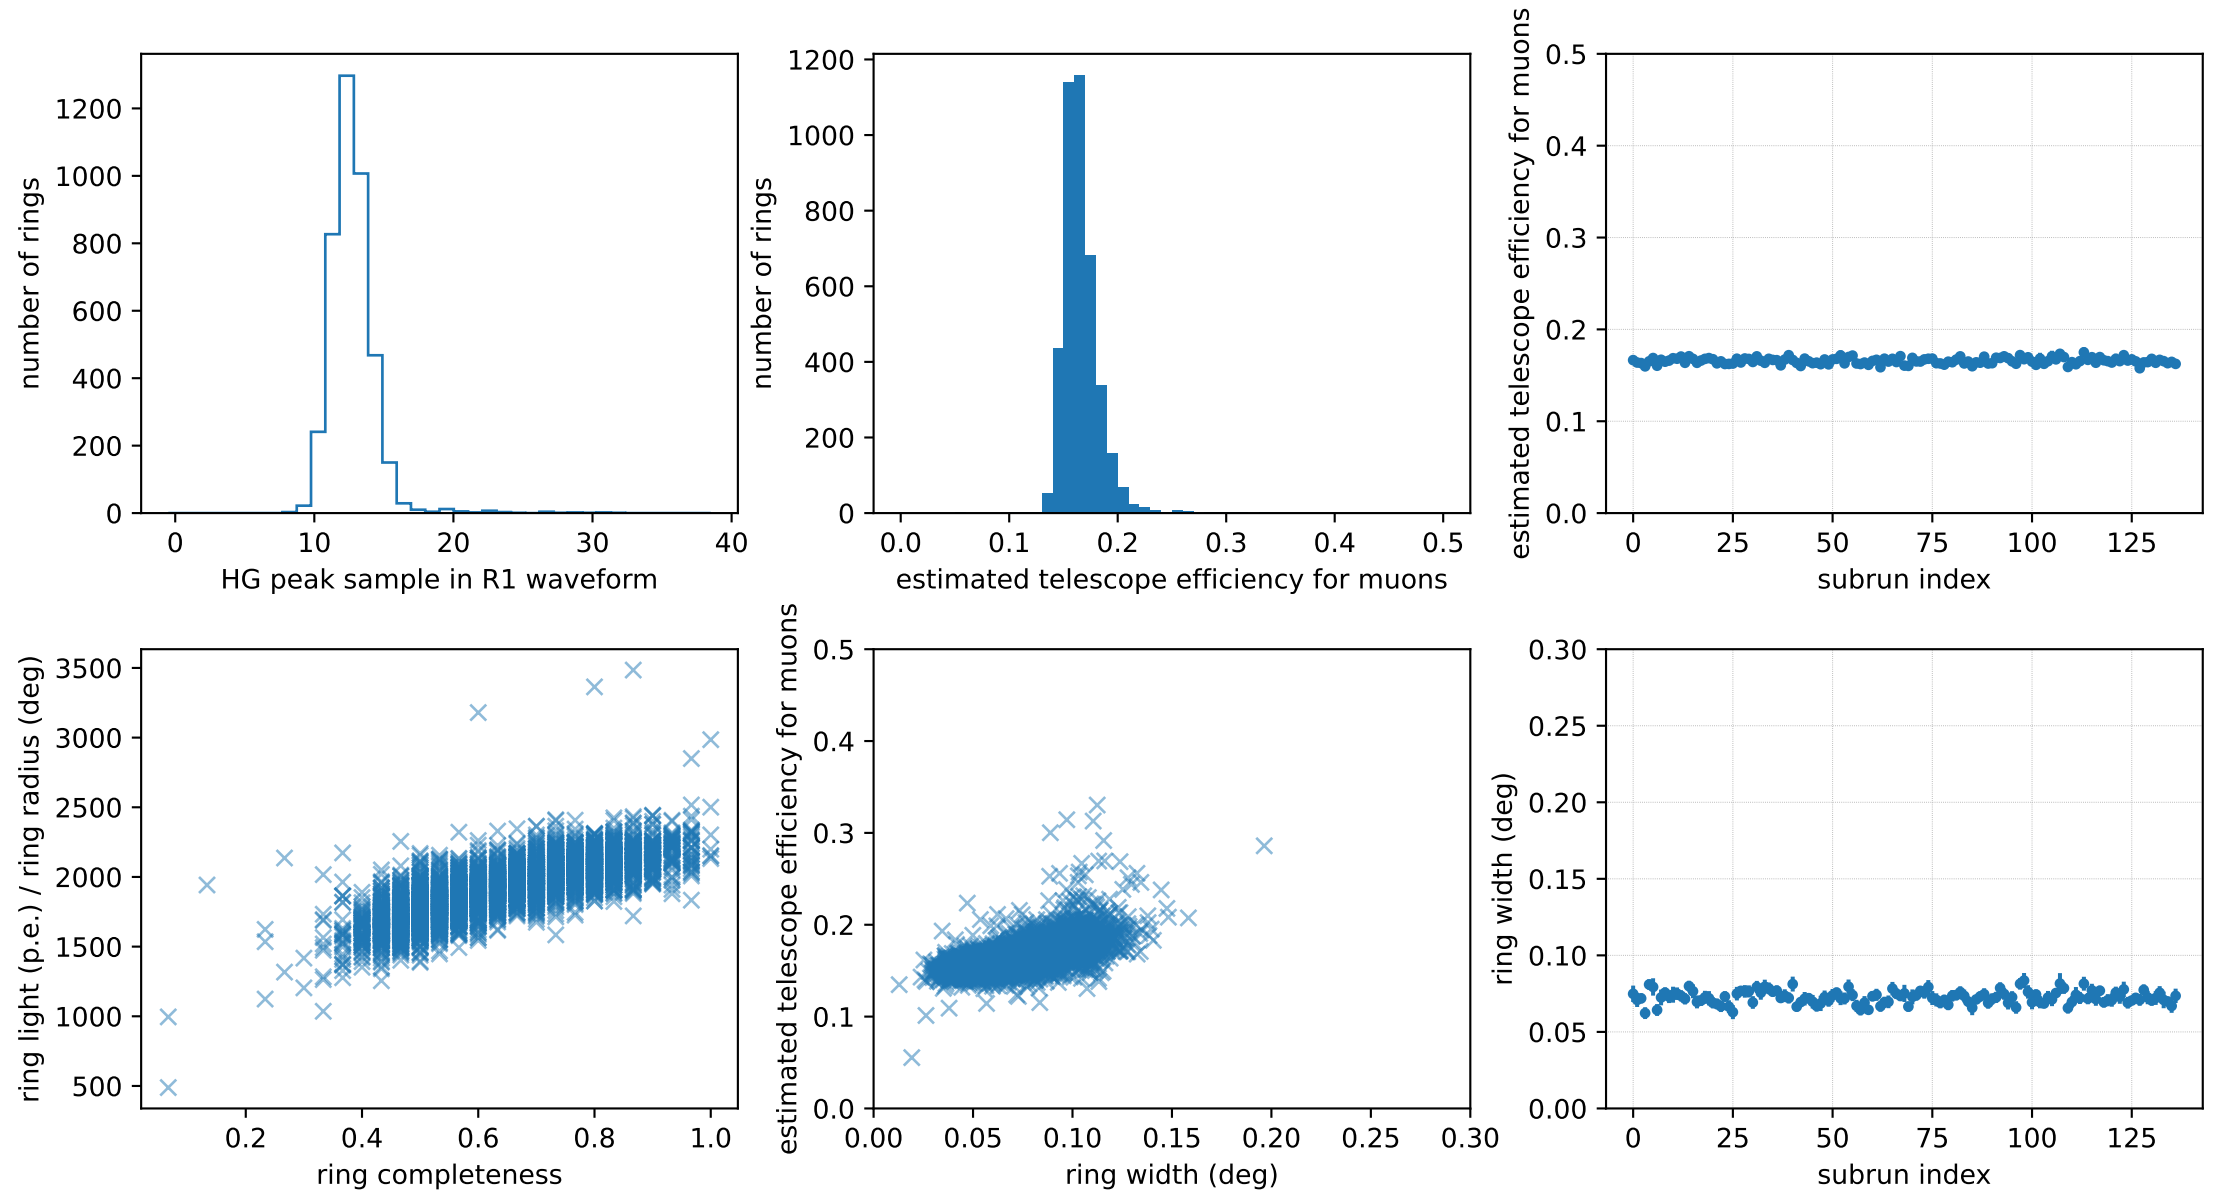 number of rings
0
200
400
600
800
1000
1200
0 10 20 30 40
HG peak sample in R1 waveform
number of rings
0
200
400
600
800
1000
1200
0.0 0.1 0.2 0.3 0.4 0.5
estimated telescope efficiency for muons
estimated telescope efficiency for muons
0.5
0.4
0.3
0.2
0.1
0.0
0 25 50 75 100 125
subrun index
ring light (p.e.) / ring radius (deg)
3500
3000
2500
2000
1500
1000
500
0.2 0.4 0.6 0.8 1.0
ring completeness
estimated telescope efficiency for muons
0.5
0.4
0.3
0.2
0.1
0.0
0.00 0.05 0.10 0.15 0.20 0.25 0.30
ring width (deg)
ring width (deg)
0.30
0.25
0.20
0.15
0.10
0.05
0.00
0 25 50 75 100 125
subrun index